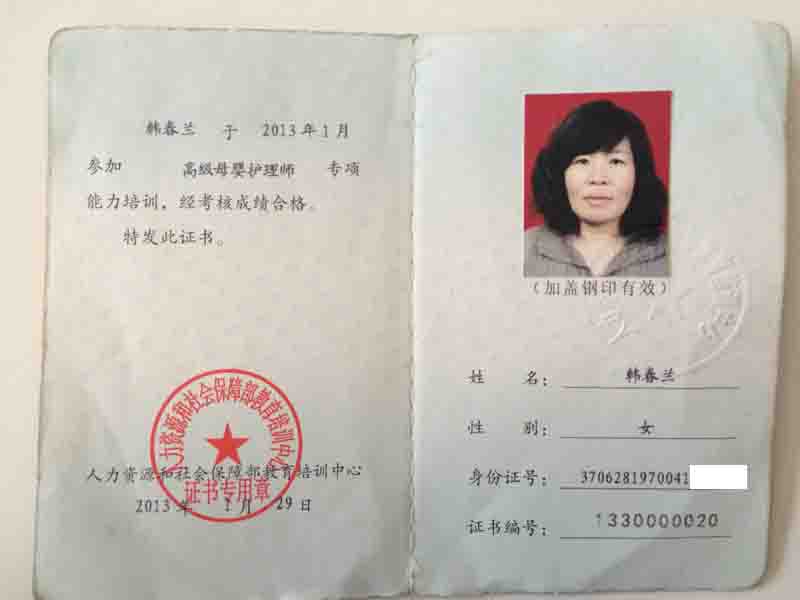 韩春兰 于 2013年1月
参加 高级母婴护理师 专项
能力培训，经考核成绩合格。
特发此证书。
人力资源和社会保障部教育培训中心
证书专用章
人力资源和社会保障部教育培训中心
2013年 1月 29日
（加盖钢印有效）
姓 名： 韩春兰
性 别： 女
身份证号： 3706281970041
证书编号： 1330000020